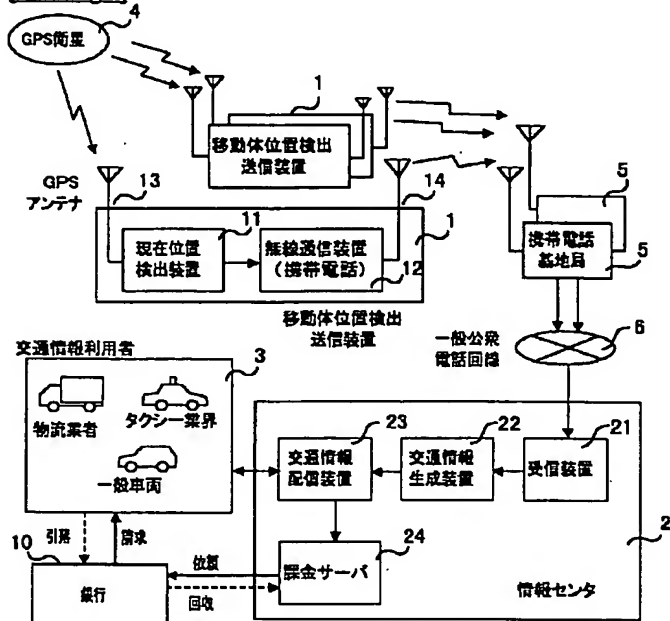 4
GPS衛星
1
移動体位置検出
送信装置
GPS
アンテナ
13
14
11
現在位置
検出装置
無線通信装置
(携帯電話)
12
1
移動体位置検出
送信装置
5
携帯電話
基地局
5
一般公衆
電話回線
6
交通情報利用者
3
物流業者
タクシー業界
一般車両
23
交通情報
配信装置
22
交通情報
生成装置
21
受信装置
2
24
課金サーバ
情報センタ
引落
請求
10
銀行
依頼
回収